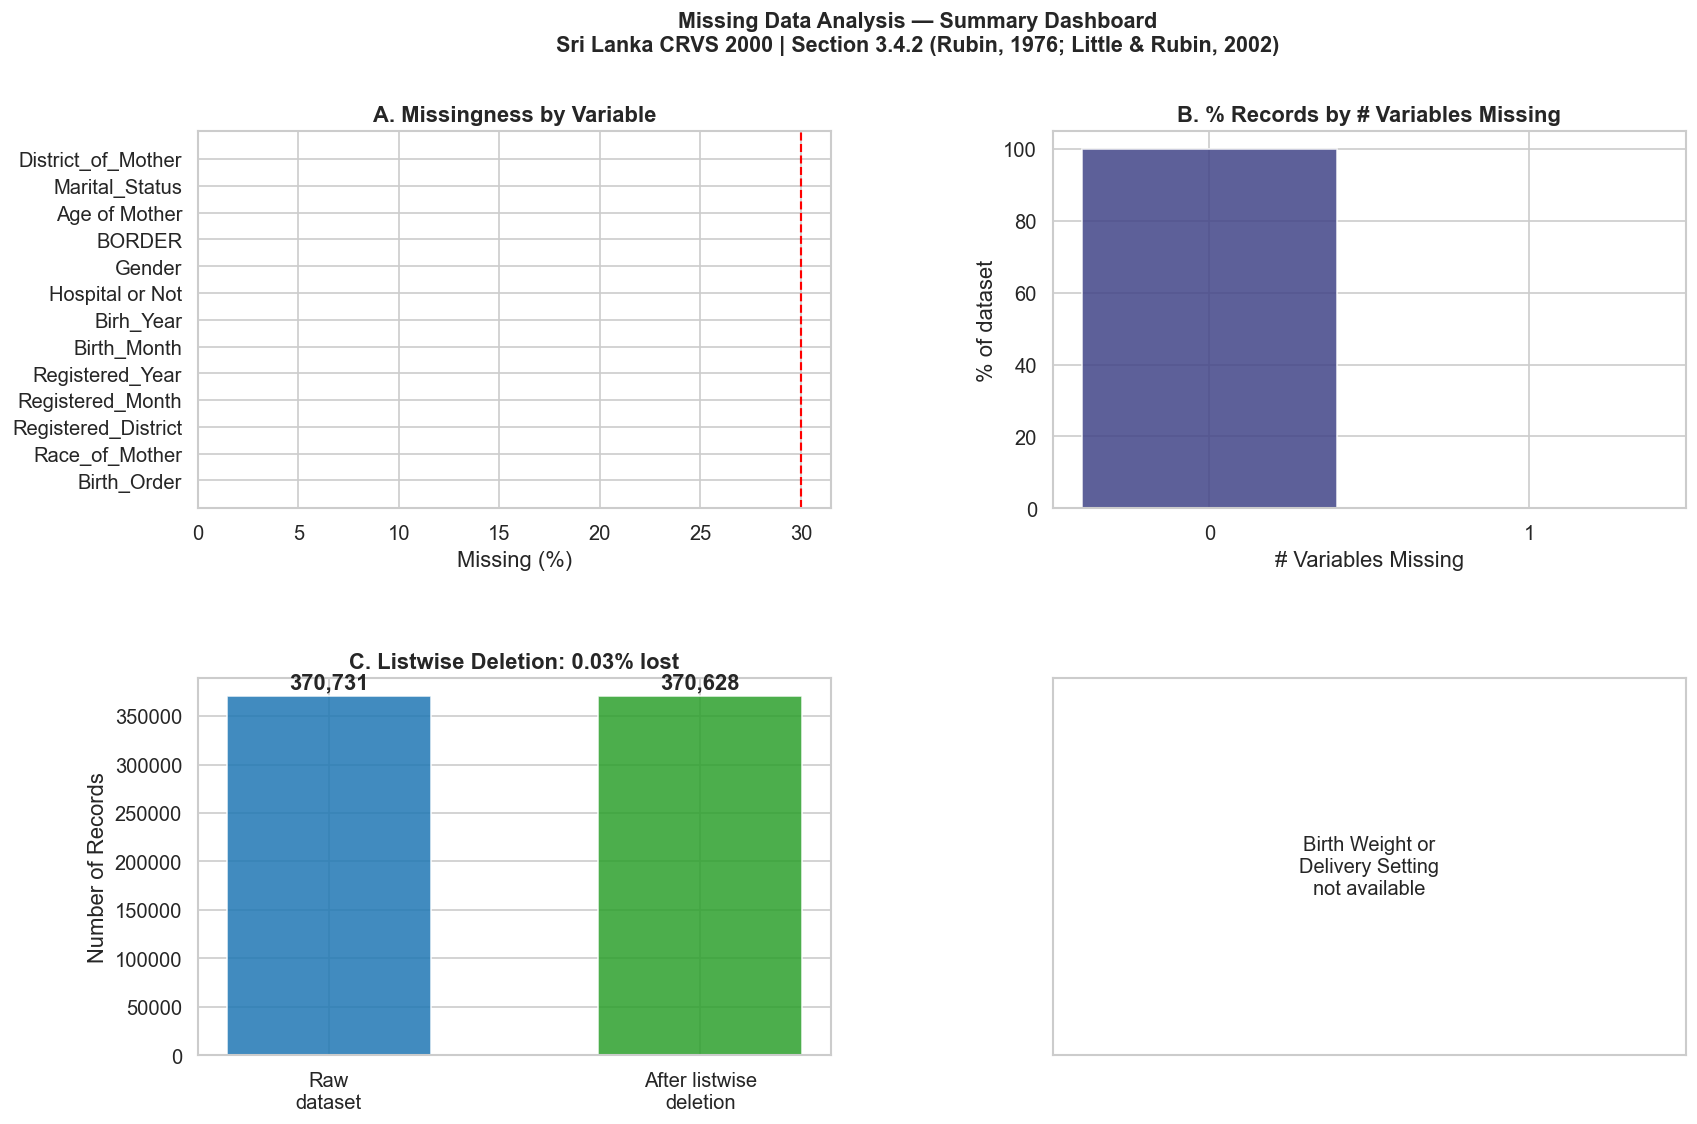 Missing Data Analysis — Summary Dashboard
Sri Lanka CRVS 2000 | Section 3.4.2 (Rubin, 1976; Little & Rubin, 2002)
A. Missingness by Variable
District_of_Mother
Marital_Status
Age of Mother
BORDER
Gender
Hospital or Not
Birh_Year
Birth_Month
Registered_Year
Registered_Month
Registered_District
Race_of_Mother
Birth_Order
0 5 10 15 20 25 30
Missing (%)
B. % Records by # Variables Missing
% of dataset
100
80
60
40
20
0
0 1
# Variables Missing
C. Listwise Deletion: 0.03% lost
370,731 370,628
Number of Records
350000
300000
250000
200000
150000
100000
50000
0
Raw
dataset
After listwise
deletion
Birth Weight or
Delivery Setting
not available